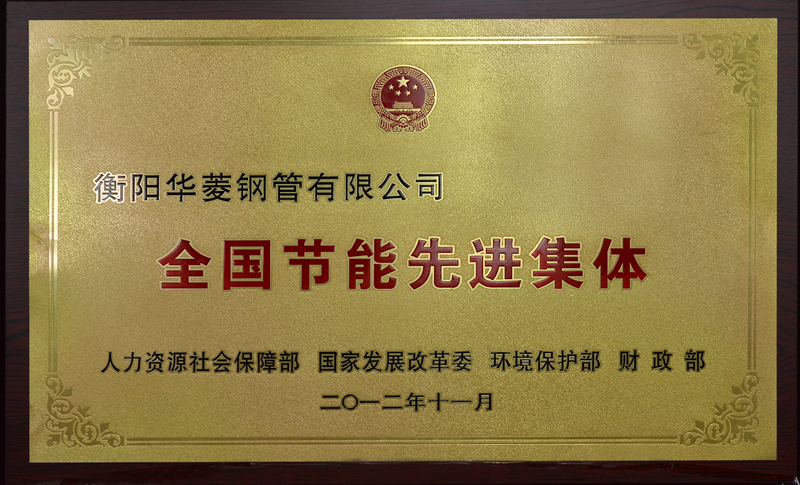 衡阳华菱钢管有限公司
全国节能先进集体
人力资源社会保障部 国家发展改革委 环境保护部 财政部
二〇一二年十一月